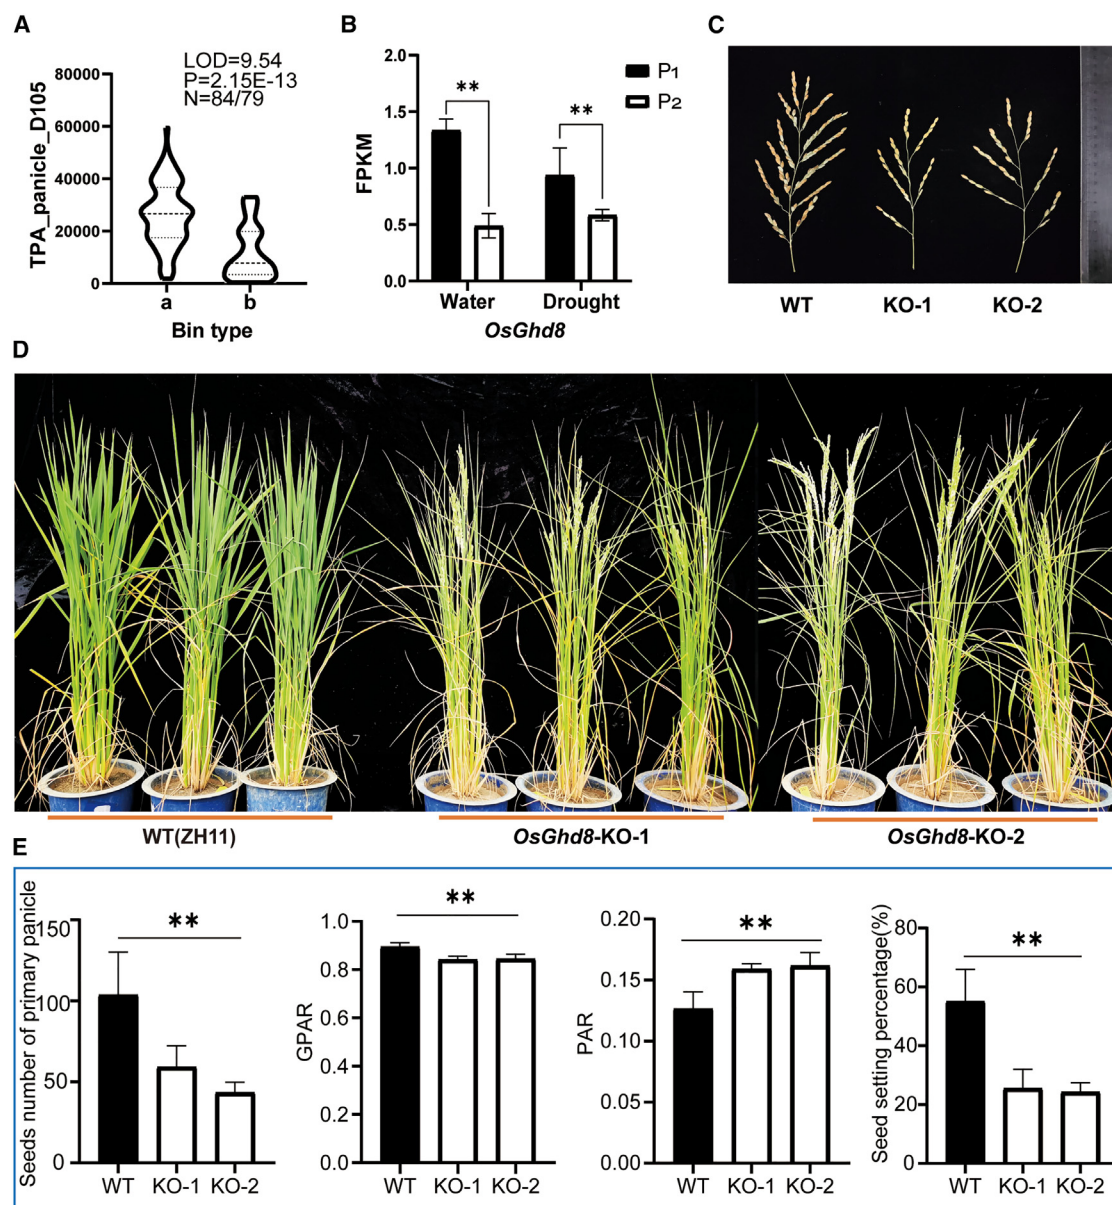 A
LOD=9.54
P=2.15E-13
N=84/79
TPA_panicle_D105
80000
60000
40000
20000
0
a
b
Bin type
B
FPKM
2.0
1.5
1.0
0.5
0.0
**
**
P1
P2
Water
Drought
OsGhd8
C
WT
KO-1
KO-2
D
WT(ZH11)
OsGhd8-KO-1
OsGhd8-KO-2
E
Seeds number of primary panicle
150
100
50
0
**
WT
KO-1
KO-2
GPAR
1.0
0.8
0.6
0.4
0.2
0.0
**
WT
KO-1
KO-2
PAR
0.20
0.15
0.10
0.05
0.00
**
WT
KO-1
KO-2
Seed setting percentage(%)
80
60
40
20
0
**
WT
KO-1
KO-2